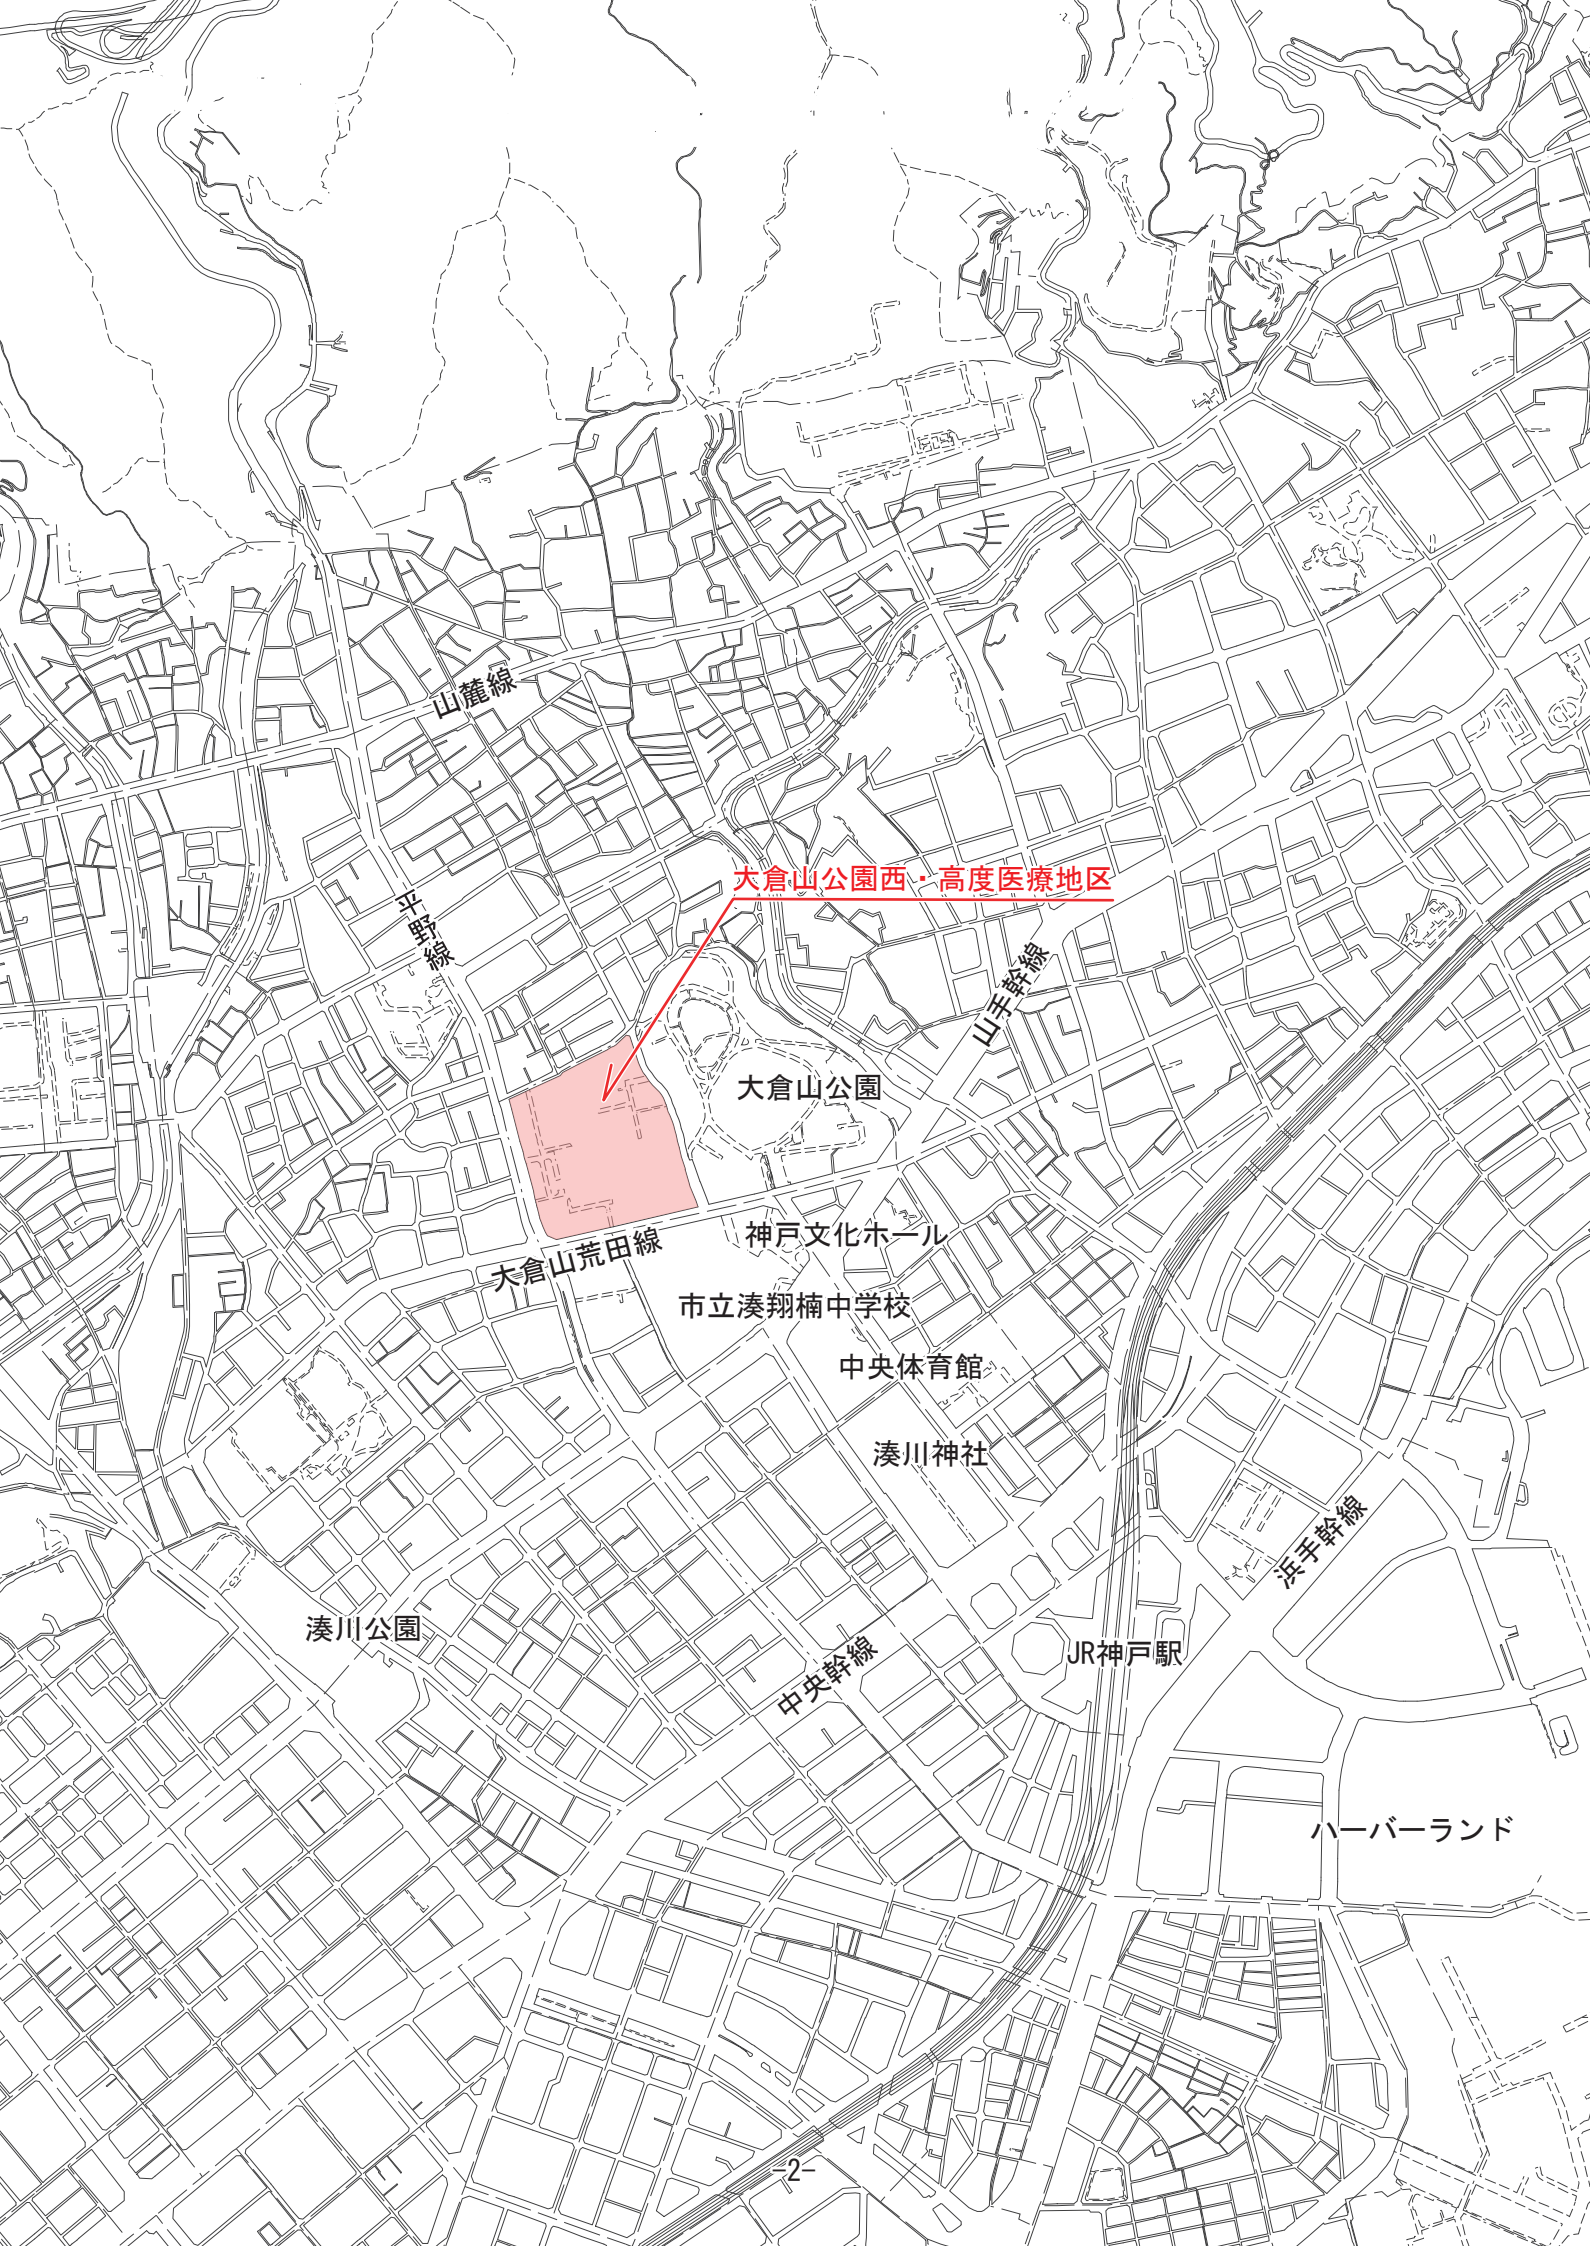 山麓線
大倉山公園西・高度医療地区
平野線
山手幹線
大倉山公園
神戸文化ホール
大倉山荒田線
市立湊翔楠中学校
中央体育館
湊川神社
浜手幹線
湊川公園
JR神戸駅
中央幹線
ハーバーランド
-2-